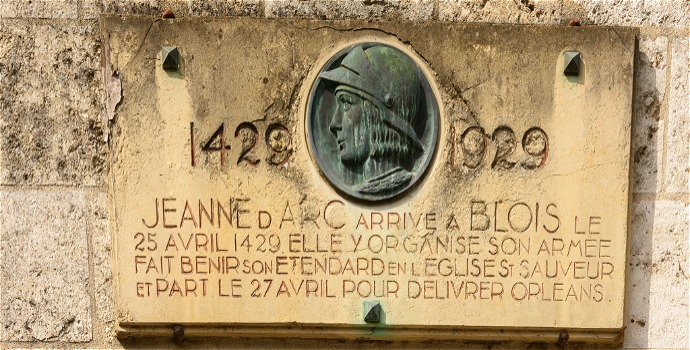 1429 1929
JEANNE D ARC ARRIVE A BLOIS LE
25 AVRIL 1429. ELLE Y ORGANISE SON ARMEE
FAIT BENIR SON ETENDARD EN L'EGLISE ST SAUVEUR
ET PART LE 27 AVRIL POUR DELIVRER ORLEANS.